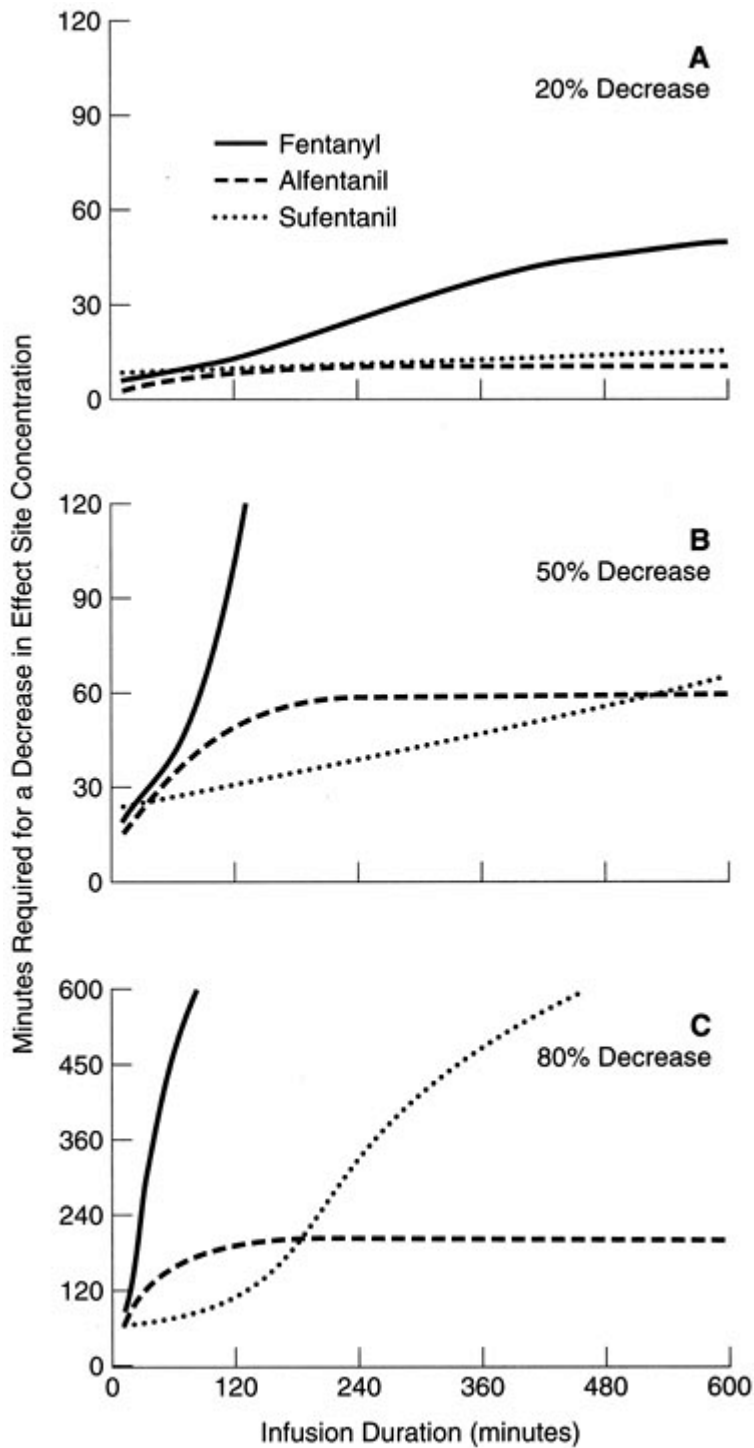 120
A
20% Decrease
90
Fentanyl
Alfentanil
60
Sufentanil
30
0
Minutes Required for a Decrease in Effect Site Concentration
120
B
50% Decrease
90
60
30
0
600
C
80% Decrease
450
360
240
120
0
0 120 240 360 480 600
Infusion Duration (minutes)